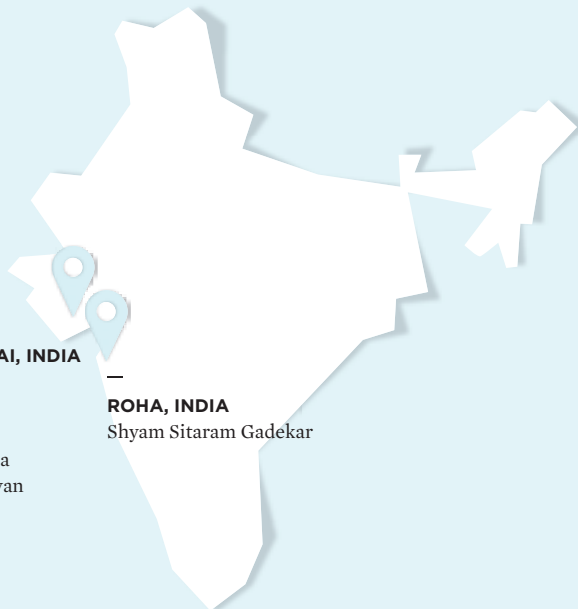 AI, INDIA
—
ROHA, INDIA
Shyam Sitaram Gadekar
a
van